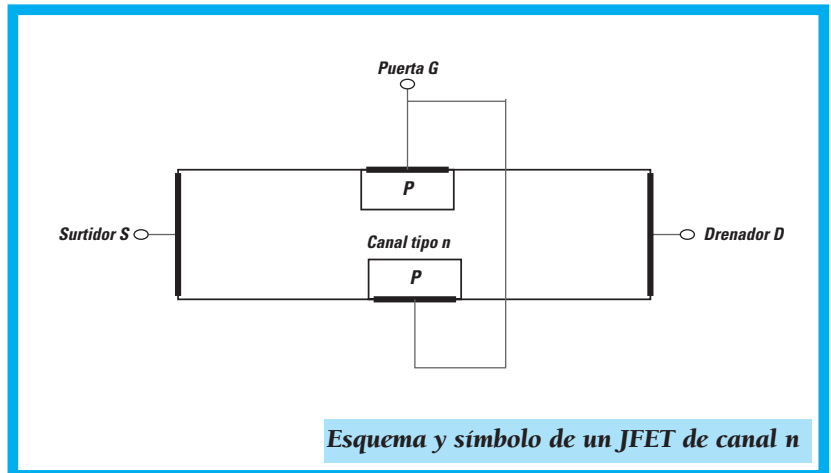 Puerta G
P
Surtidor S
Drenador D
Canal tipo n
P
Esquema y símbolo de un JFET de canal n